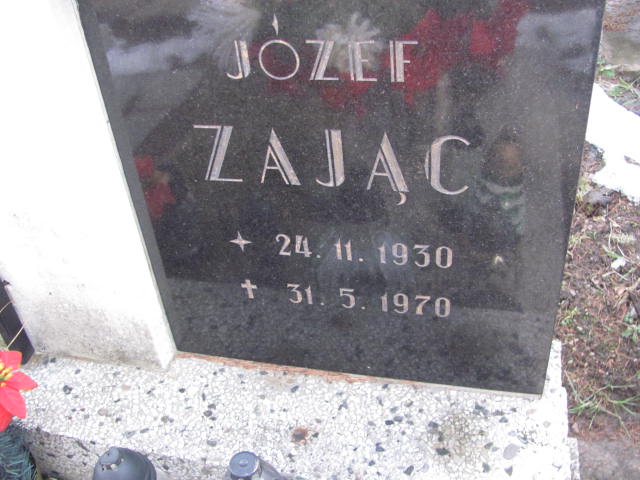 JÓZEF
ZAJĄC
24. 11. 1930
31. 5. 1970